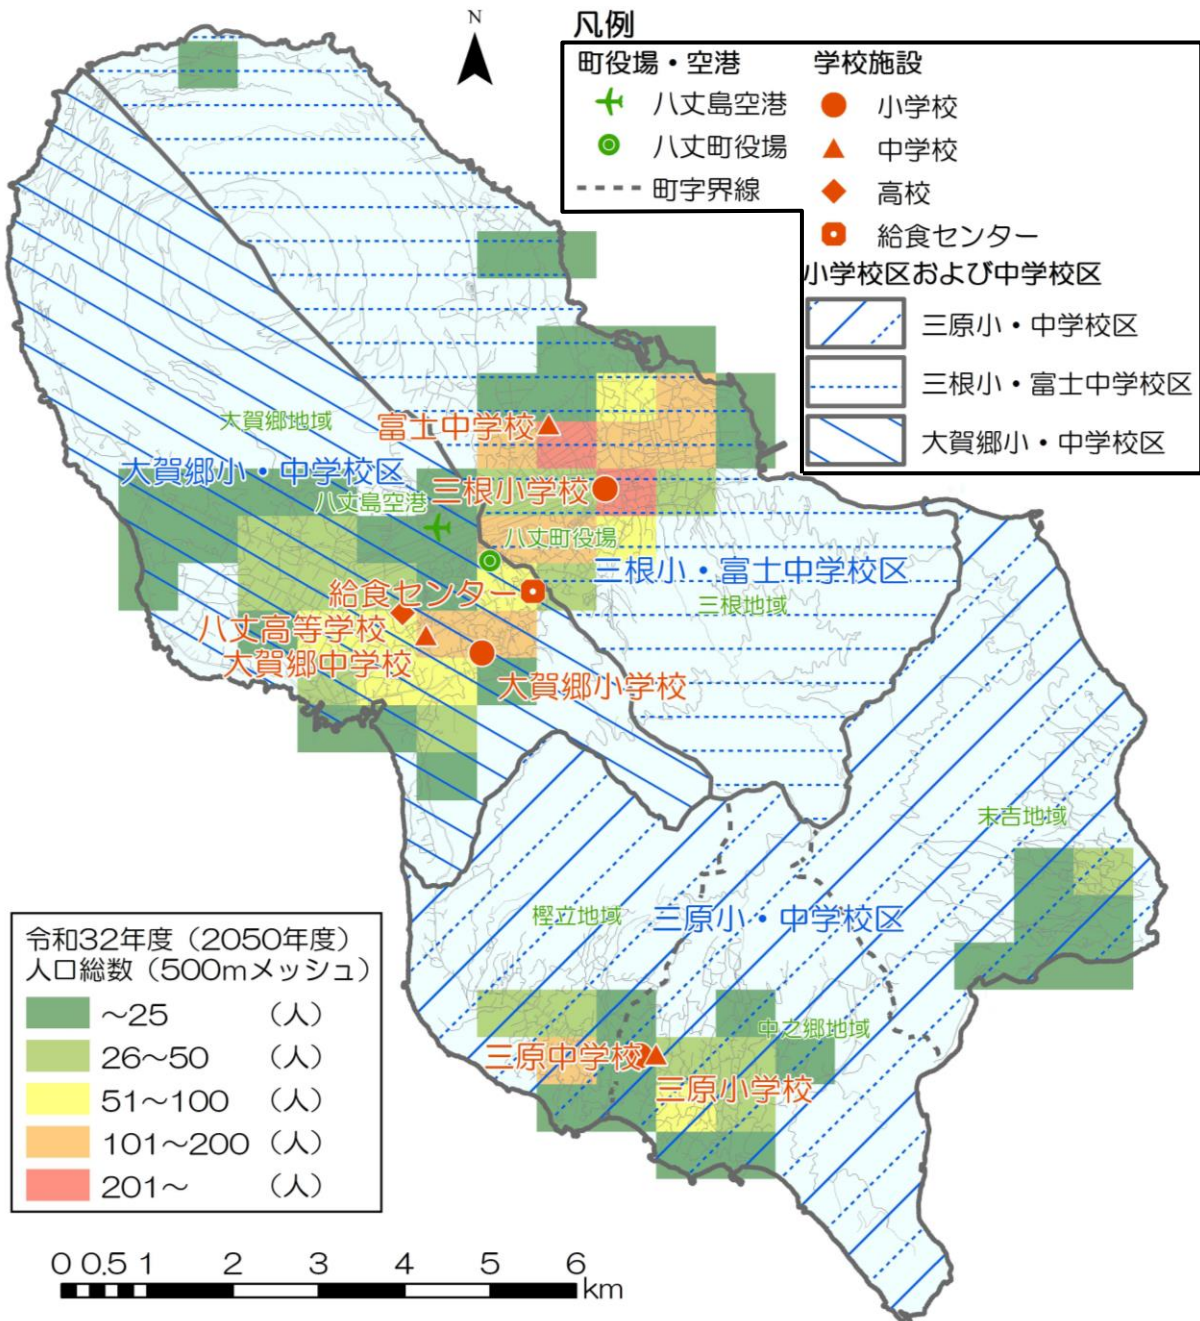 N
凡例
町役場・空港
八丈島空港
八丈町役場
町字界線
学校施設
小学校
中学校
高校
給食センター
小学校区および中学校区
三原小・中学校区
三根小・富士中学校区
大賀郷小・中学校区
大賀郷地域
富士中学校
大賀郷小・中学校区
三根小学校
八丈島空港
八丈町役場
三根小・富士中学校区
給食センター
三根地域
八丈高等学校
大賀郷中学校
大賀郷小学校
末吉地域
樫立地域
三原小・中学校区
中之郷地域
三原中学校
三原小学校
令和32年度（2050年度）
人口総数（500mメッシュ）
～25 （人）
26～50 （人）
51～100 （人）
101～200 （人）
201～ （人）
0 0.5 1 2 3 4 5 6
km